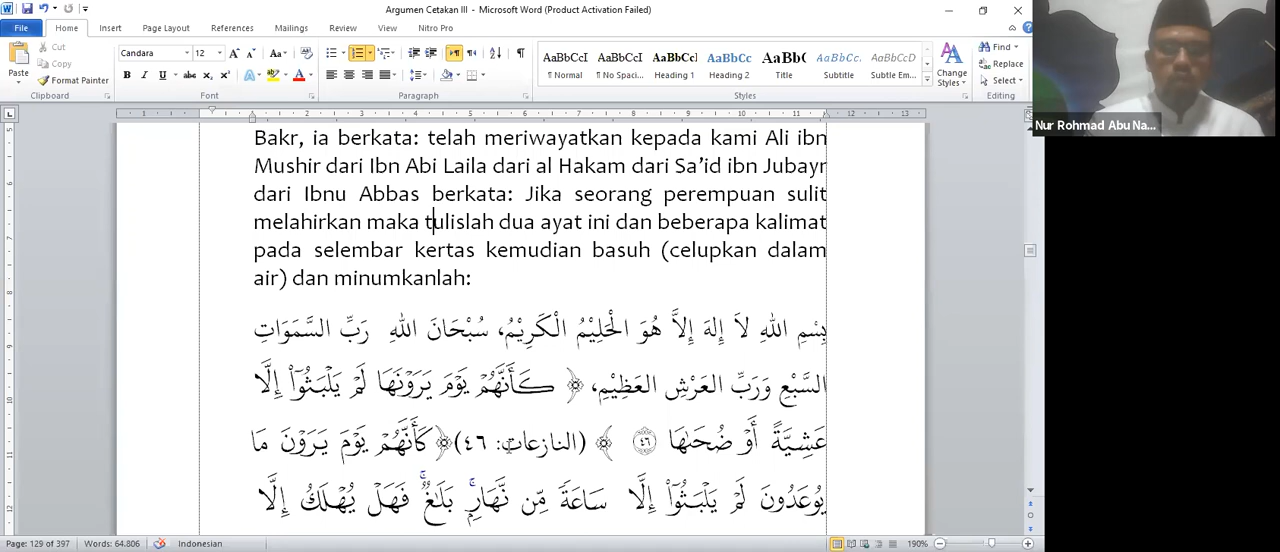 Argumen Cetakan III - Microsoft Word (Product Activation Failed)
File Home Insert Page Layout References Mailings Review View Nitro Pro
Cut
Copy
Format Painter
Paste
Clipboard
Candara 12
Font
Paragraph
AaBbCcI AaBbCcI AaBbCc AaBbCc AaBb( AaBbCc. AaBbCcD
¶ Normal ¶ No Spaci... Heading 1 Heading 2 Title Subtitle Subtle Em...
Styles
Change Styles
Find
Replace
Select
Editing
Nur Rohmad Abu Na...
Bakr, ia berkata: telah meriwayatkan kepada kami Ali ibn
Mushir dari Ibn Abi Laila dari al Hakam dari Sa’id ibn Jubayr
dari Ibnu Abbas berkata: Jika seorang perempuan sulit
melahirkan maka tulislah dua ayat ini dan beberapa kalimat
pada selembar kertas kemudian basuh (celupkan dalam
air) dan minumkanlah:
بِسْمِ اللهِ لاَ إِلهَ إِلاَّ هُوَ الْحَلِيْمُ الْكَرِيْمُ، سُبْحَانَ اللهِ رَبِّ السَّمَوَاتِ
السَّبْعِ وَرَبِّ العَرْشِ العَظِيْمِ، ﴿ كَأَنَّهُمْ يَوْمَ يَرَوْنَهَا لَمْ يَلْبَثُوٓا۟ إِلَّا
عَشِيَّةً أَوْ ضُحَىٰهَا ٤٦ ﴾ (النازعات: ٤٦) ﴿كَأَنَّهُمْ يَوْمَ يَرَوْنَ مَا
يُوعَدُونَ لَمْ يَلْبَثُوٓا۟ إِلَّا سَاعَةً مِّن نَّهَارٍۭ ۚ بَلَـٰغٌ ۚ فَهَلْ يُهْلَكُ إِلَّا
Page: 129 of 397 Words: 64.806 Indonesian 190%